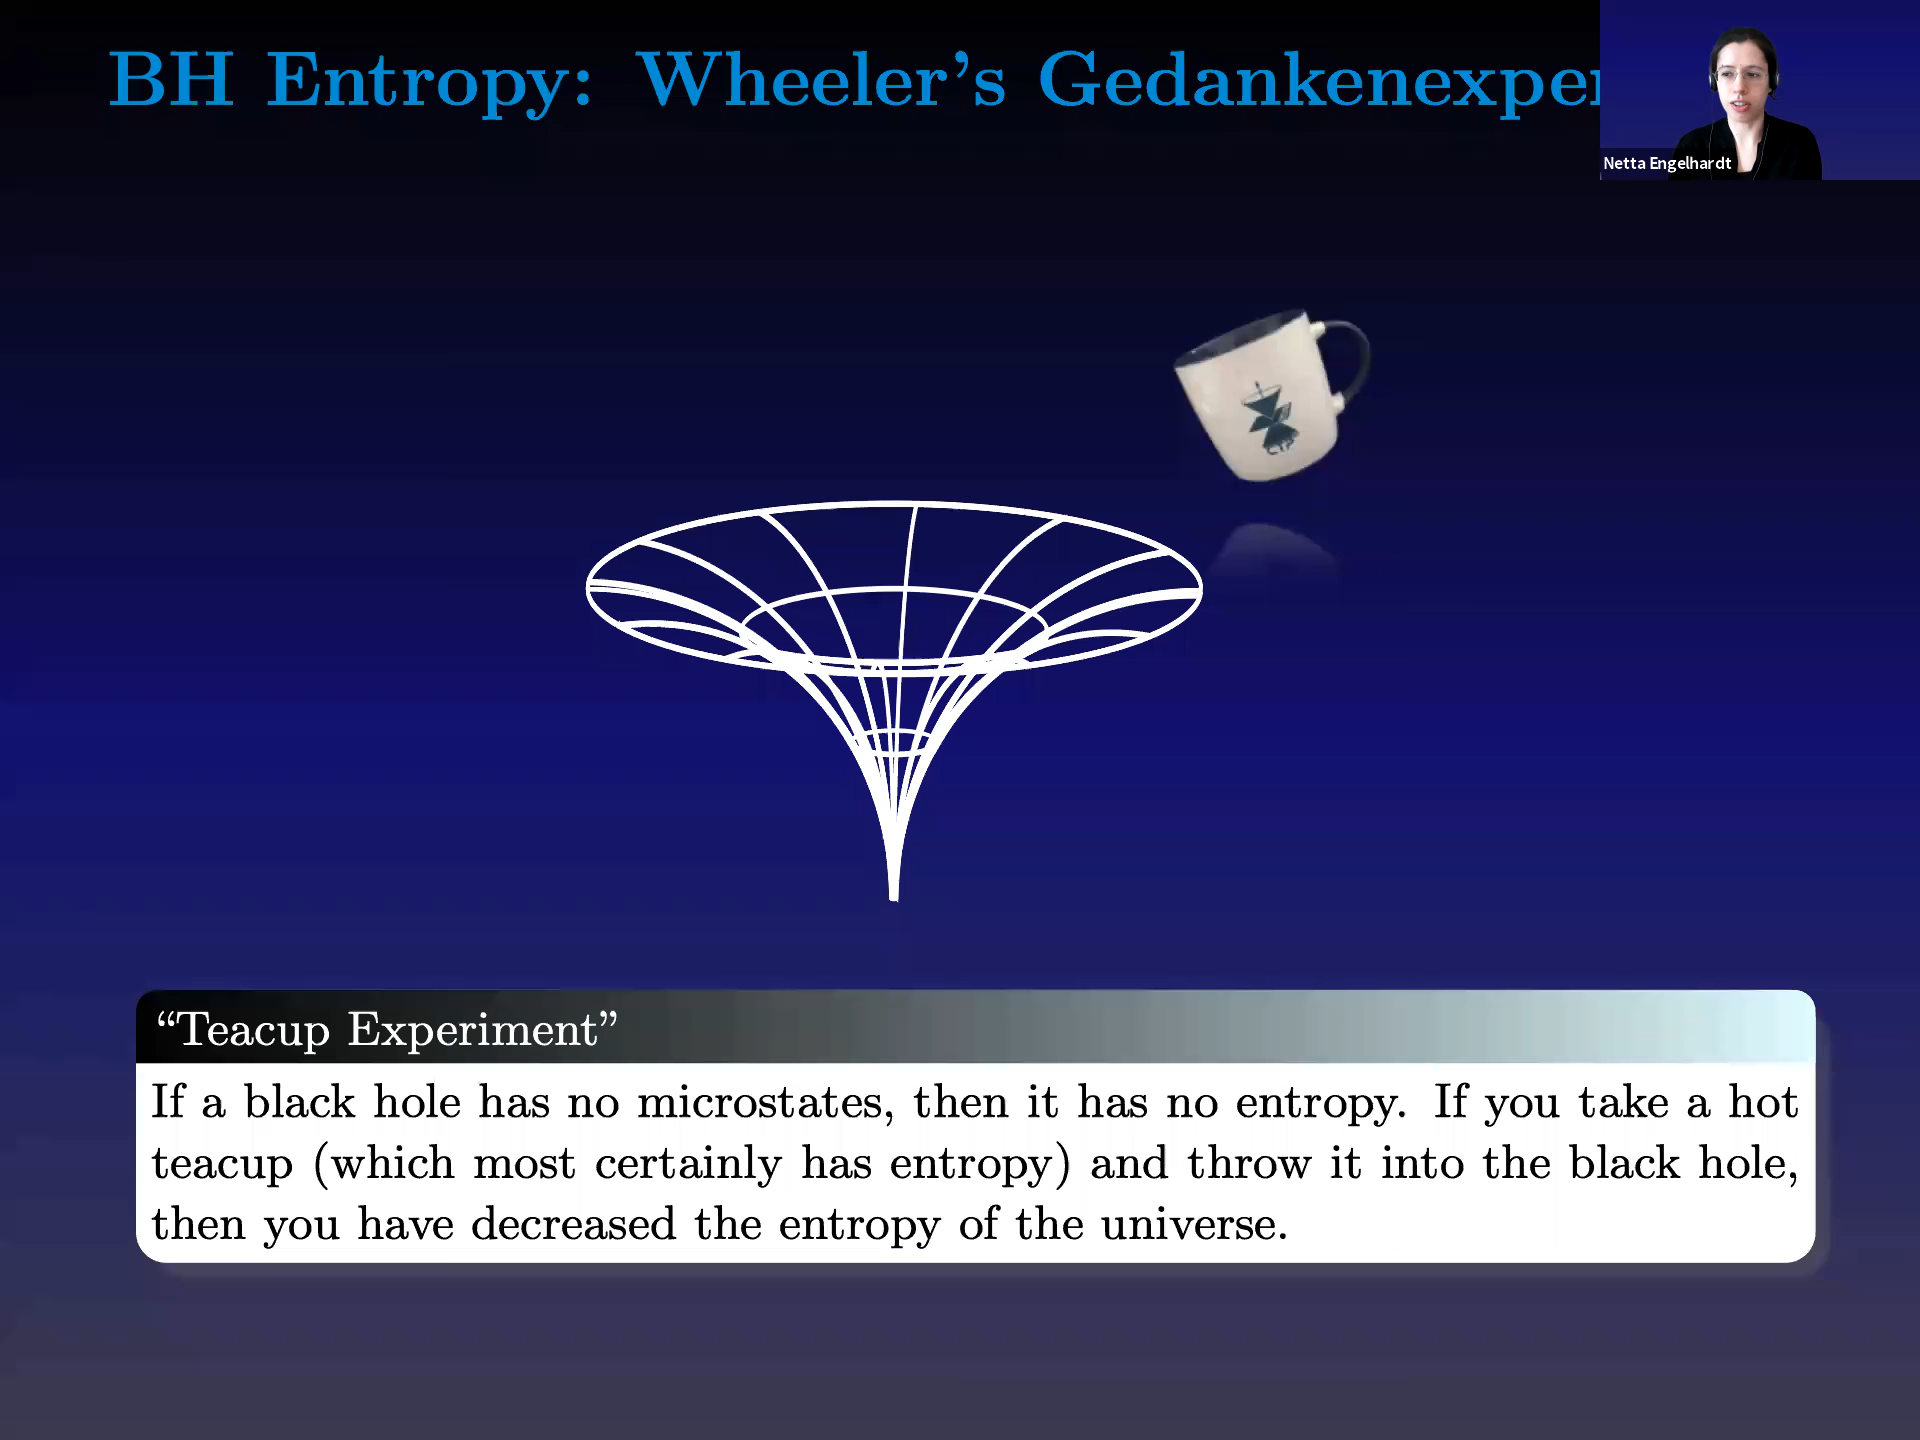 BH Entropy: Wheeler's Gedankenexper
Netta Engelhardt
CTP
“Teacup Experiment”
If a black hole has no microstates, then it has no entropy. If you take a hot
teacup (which most certainly has entropy) and throw it into the black hole,
then you have decreased the entropy of the universe.